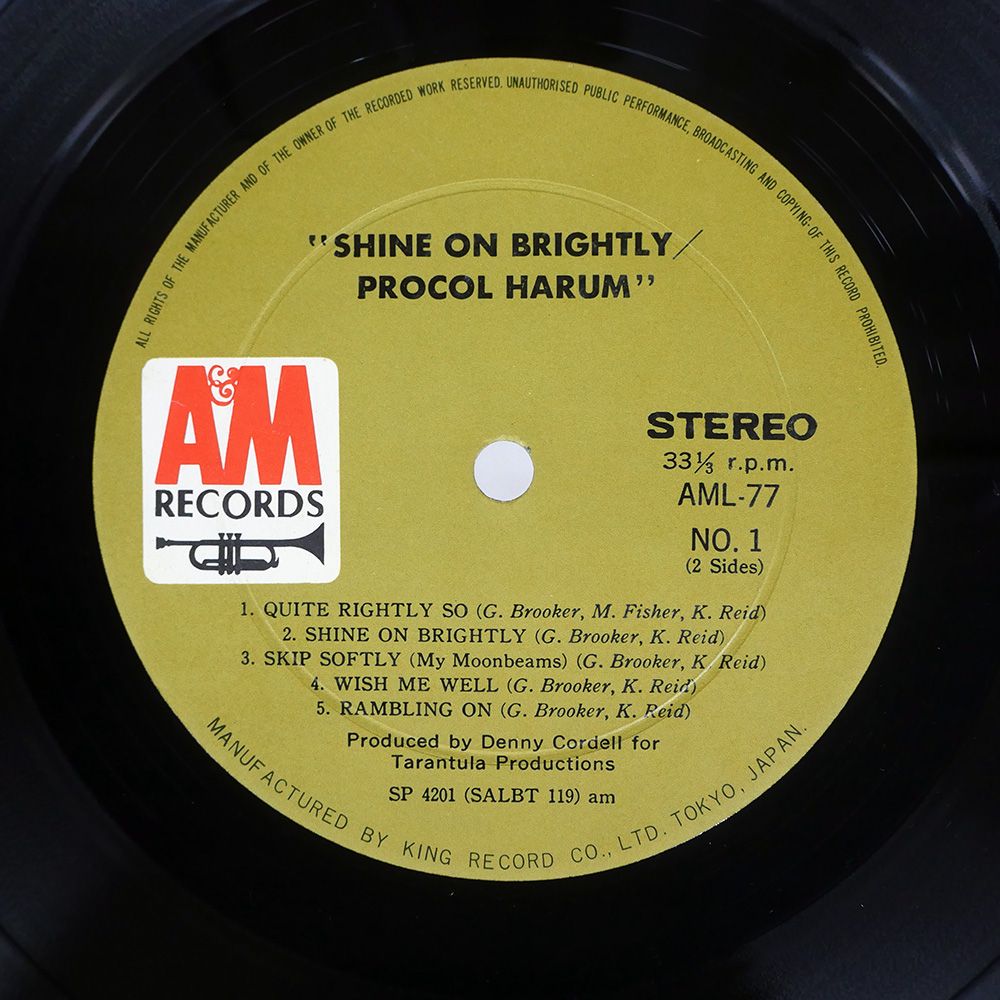 ALL RIGHTS OF THE MANUFACTURER AND OF THE OWNER OF THE RECORDED WORK RESERVED. UNAUTHORISED PUBLIC PERFORMANCE, BROADCASTING AND COPYING·OF THIS RECORD PROHIBITED.
"SHINE ON BRIGHTLY/
PROCOL HARUM"
A&M
RECORDS
STEREO
33⅓ r.p.m.
AML-77
NO. 1
(2 Sides)
1. QUITE RIGHTLY SO (G. Brooker, M. Fisher, K. Reid)
2. SHINE ON BRIGHTLY (G. Brooker, K. Reid)
3. SKIP SOFTLY (My Moonbeams) (G. Brooker, K. Reid)
4. WISH ME WELL (G. Brooker, K. Reid)
5. RAMBLING ON (G. Brooker, K. Reid)
Produced by Denny Cordell for
Tarantula Productions
SP 4201 (SALBT 119) am
MANUFACTURED BY KING RECORD CO., LTD. TOKYO, JAPAN.